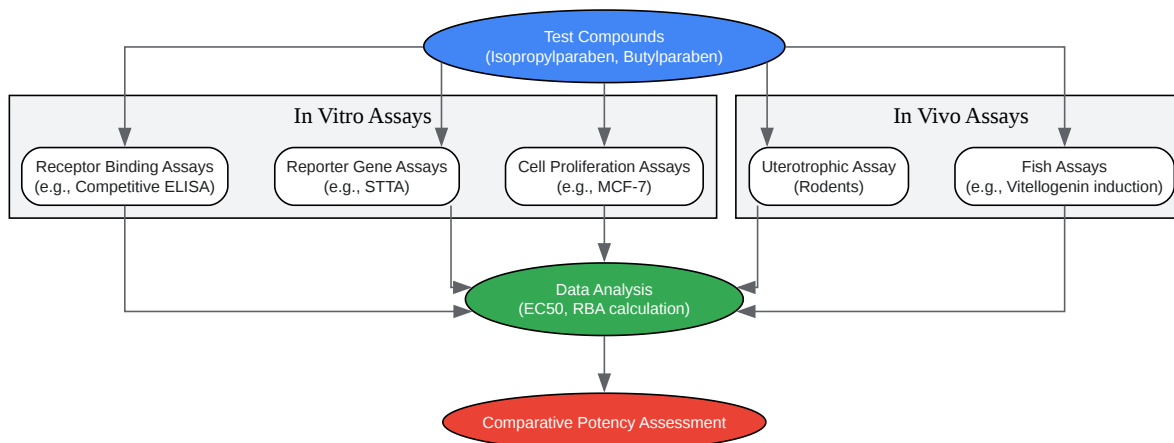 Test Compounds
(Isopropylparaben, Butylparaben)
In Vitro Assays
In Vivo Assays
Receptor Binding Assays
(e.g., Competitive ELISA)
Reporter Gene Assays
(e.g., STTA)
Cell Proliferation Assays
(e.g., MCF-7)
Uterotrophic Assay
(Rodents)
Fish Assays
(e.g., Vitellogenin induction)
Data Analysis
(EC50, RBA calculation)
Comparative Potency Assessment